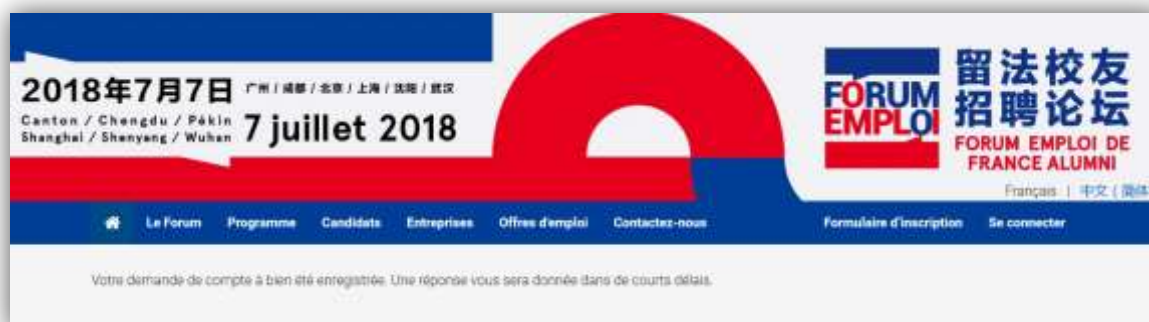 2018年7月7日 广州 / 成都 / 北京 / 上海 / 沈阳 / 武汉
Canton / Chengdu / Pékin
Shanghai / Shenyang / Wuhan
7 juillet 2018
FORUM
EMPLOI
留法校友
招聘论坛
FORUM EMPLOI DE
FRANCE ALUMNI
Français | 中文 ( 简体
Le Forum Programme Candidats Entreprises Offres d'emploi Contactez-nous Formulaire d'inscription Se connecter
Votre demande de compte à bien été enregistrée. Une réponse vous sera donnée dans de courts délais.